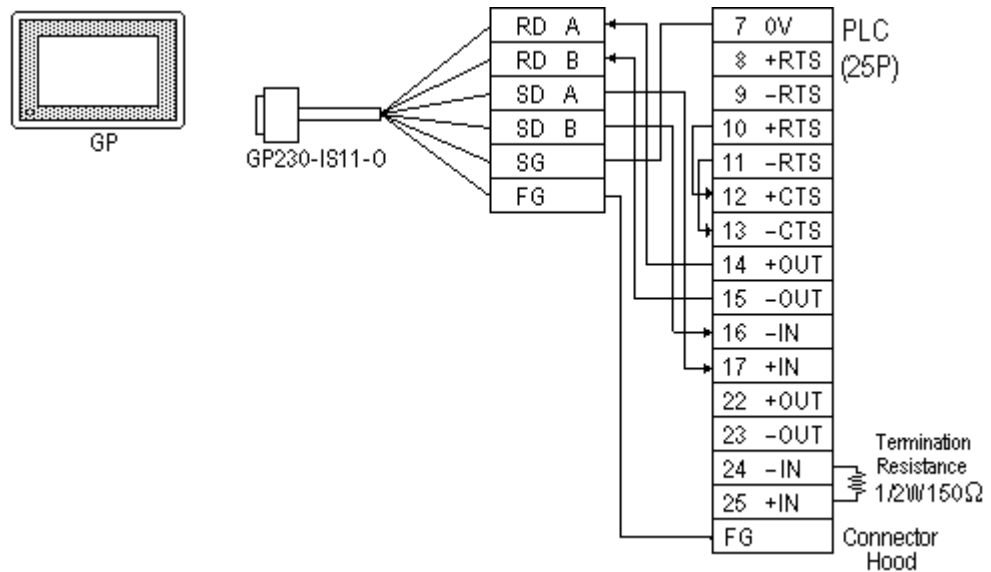 GP
GP230-IS11-O
RD A
RD B
SD A
SD B
SG
FG
7 0V
8 +RTS
9 -RTS
10 +RTS
11 -RTS
12 +CTS
13 -CTS
14 +OUT
15 -OUT
16 -IN
17 +IN
22 +OUT
23 -OUT
24 -IN
25 +IN
FG
PLC
(25P)
Termination
Resistance
1/2W150Ω
Connector
Hood